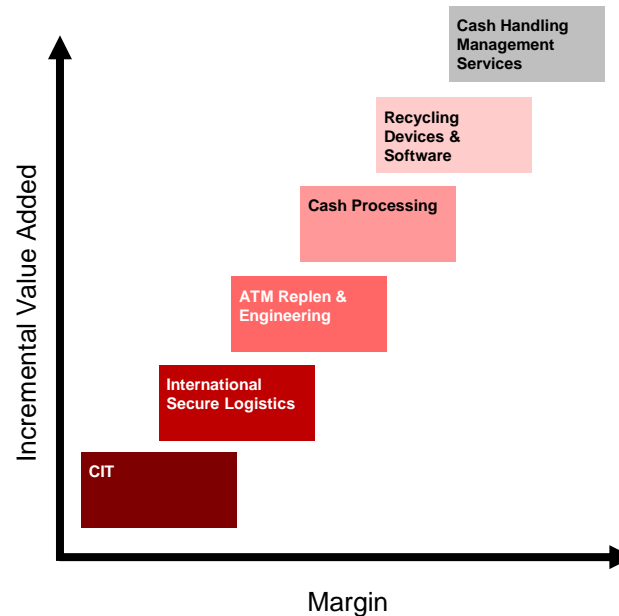 Cash Handling
Management
Services
Recycling
Devices &
Software
Cash Processing
ATM Replen &
Engineering
International
Secure Logistics
CIT
Incremental Value Added
Margin